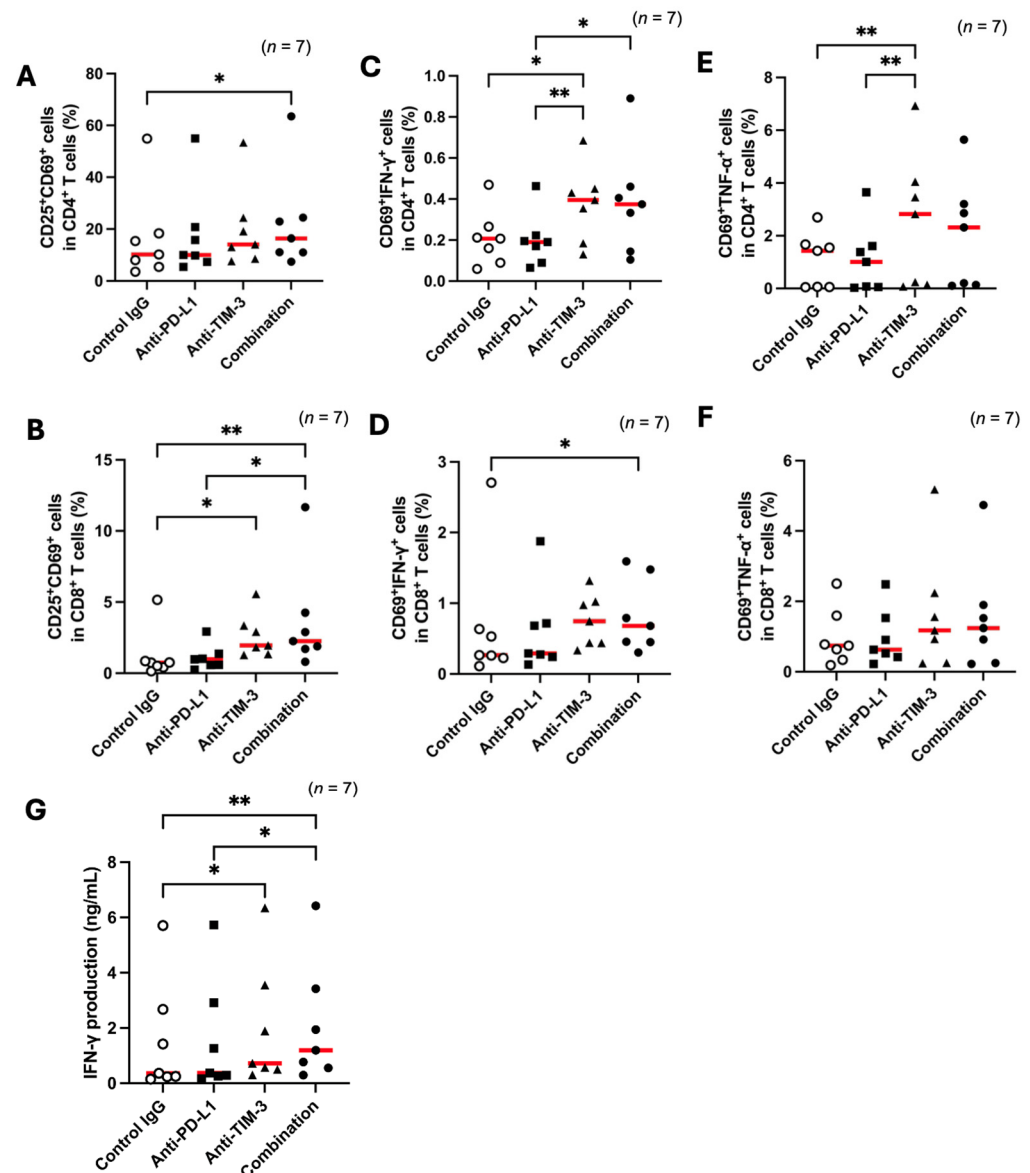 A
(n = 7)
CD25⁺CD69⁺ cells
in CD4⁺ T cells (%)
*
80
60
40
20
0
Control IgG
Anti-PD-L1
Anti-TIM-3
Combination
C
(n = 7)
CD69⁺IFN-γ⁺ cells
in CD4⁺ T cells (%)
*
*
**
1.0
0.8
0.6
0.4
0.2
0.0
Control IgG
Anti-PD-L1
Anti-TIM-3
Combination
E
(n = 7)
CD69⁺TNF-α⁺ cells
in CD4⁺ T cells (%)
**
**
8
6
4
2
0
Control IgG
Anti-PD-L1
Anti-TIM-3
Combination
B
(n = 7)
CD25⁺CD69⁺ cells
in CD8⁺ T cells (%)
**
*
*
15
10
5
0
Control IgG
Anti-PD-L1
Anti-TIM-3
Combination
D
(n = 7)
CD69⁺IFN-γ⁺ cells
in CD8⁺ T cells (%)
*
3
2
1
0
Control IgG
Anti-PD-L1
Anti-TIM-3
Combination
F
(n = 7)
CD69⁺TNF-α⁺ cells
in CD8⁺ T cells (%)
6
4
2
0
Control IgG
Anti-PD-L1
Anti-TIM-3
Combination
G
(n = 7)
IFN-γ production (ng/mL)
**
*
*
8
6
4
2
0
Control IgG
Anti-PD-L1
Anti-TIM-3
Combination